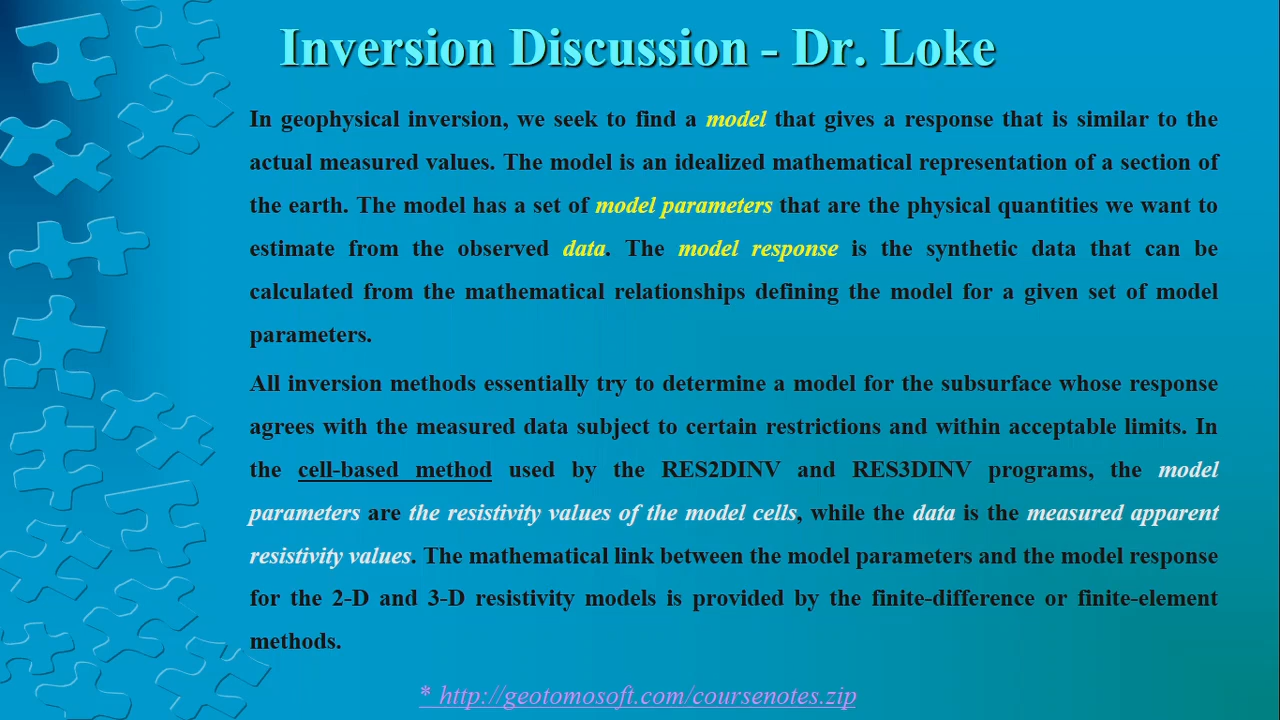 Inversion Discussion - Dr. Loke
In geophysical inversion, we seek to find a model that gives a response that is similar to the
actual measured values. The model is an idealized mathematical representation of a section of
the earth. The model has a set of model parameters that are the physical quantities we want to
estimate from the observed data. The model response is the synthetic data that can be
calculated from the mathematical relationships defining the model for a given set of model
parameters.
All inversion methods essentially try to determine a model for the subsurface whose response
agrees with the measured data subject to certain restrictions and within acceptable limits. In
the cell-based method used by the RES2DINV and RES3DINV programs, the model
parameters are the resistivity values of the model cells, while the data is the measured apparent
resistivity values. The mathematical link between the model parameters and the model response
for the 2-D and 3-D resistivity models is provided by the finite-difference or finite-element
methods.
* http://geotomosoft.com/coursenotes.zip